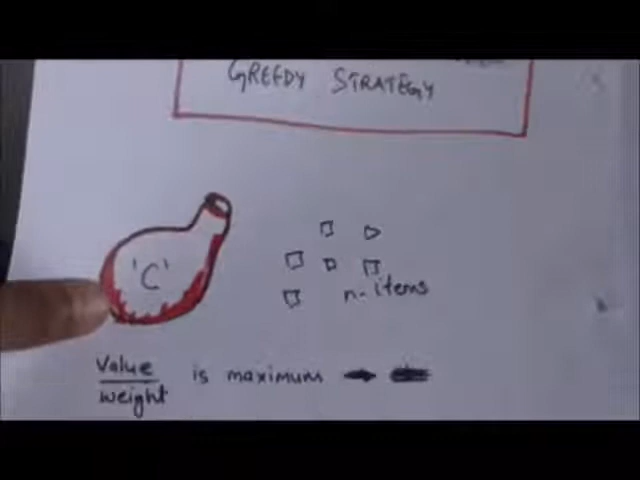 GREEDY STRATEGY
'C'
n-items
Value
weight
is maximum